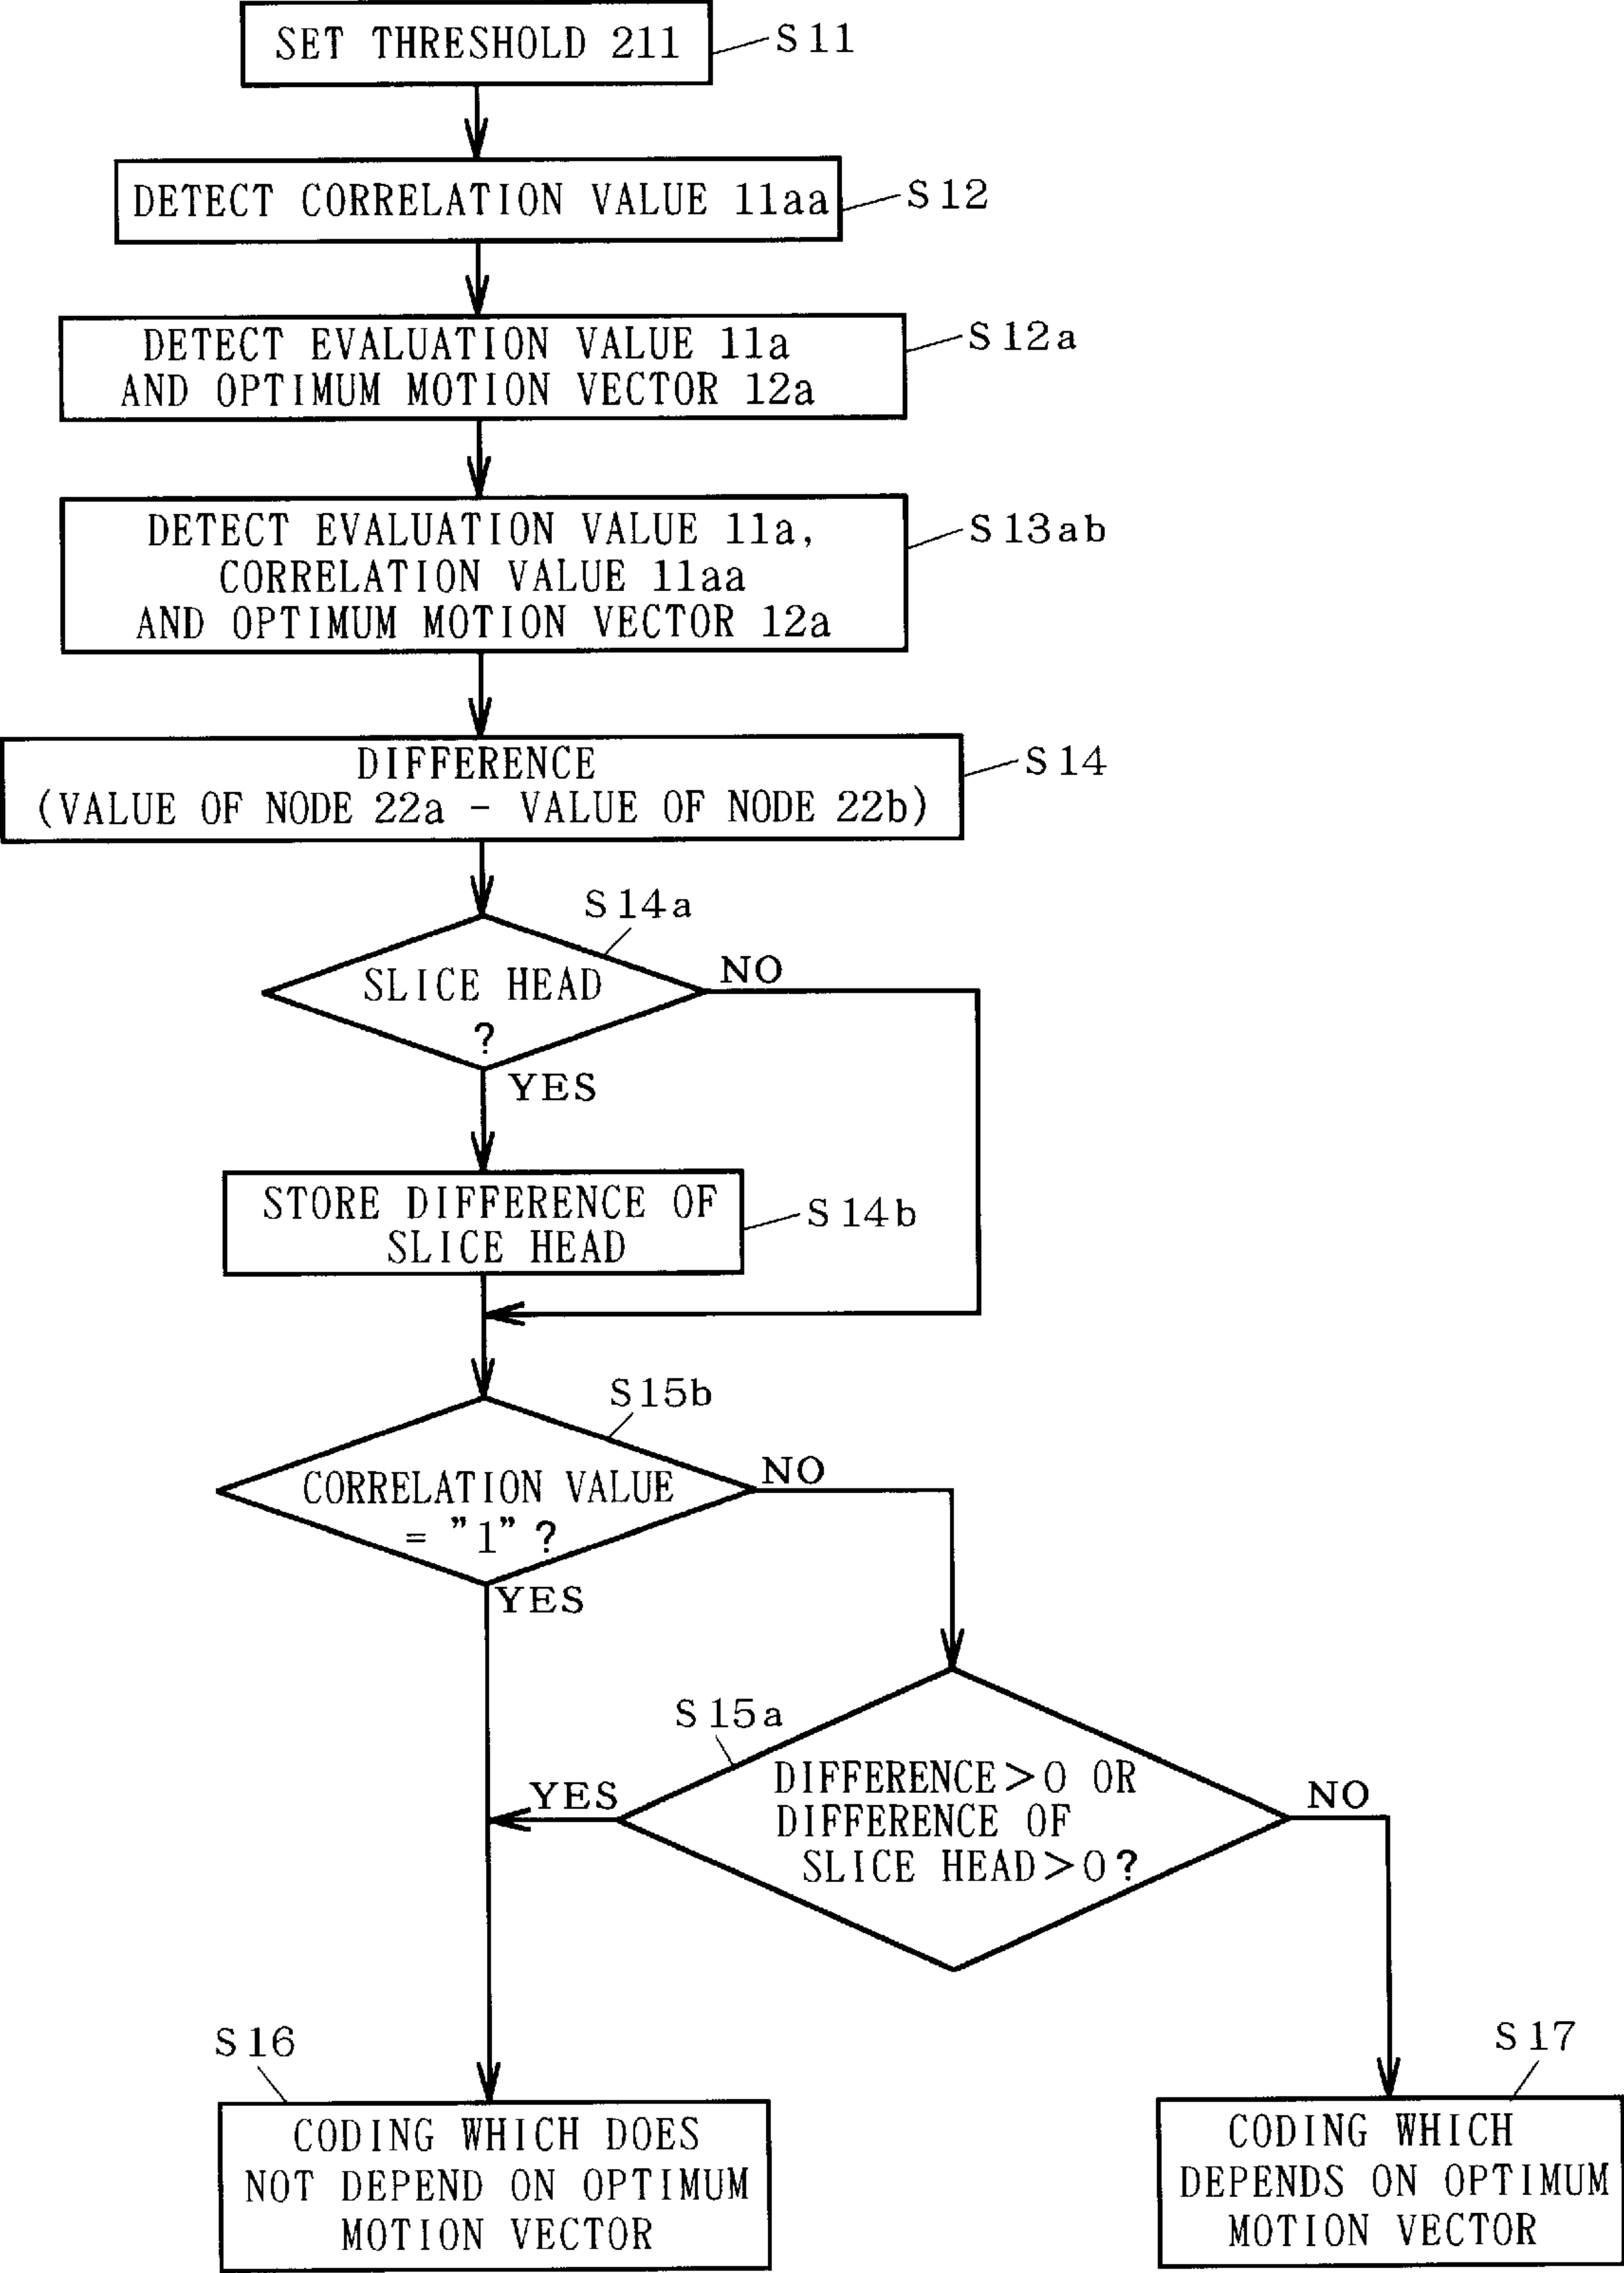 SET THRESHOLD 211
S11
DETECT CORRELATION VALUE 11aa
S12
DETECT EVALUATION VALUE 11a
AND OPTIMUM MOTION VECTOR 12a
S12a
DETECT EVALUATION VALUE 11a,
CORRELATION VALUE 11aa
AND OPTIMUM MOTION VECTOR 12a
S13ab
DIFFERENCE
(VALUE OF NODE 22a - VALUE OF NODE 22b)
S14
S14a
SLICE HEAD
?
NO
YES
STORE DIFFERENCE OF
SLICE HEAD
S14b
S15b
CORRELATION VALUE
= "1" ?
NO
YES
S15a
DIFFERENCE>0 OR
DIFFERENCE OF
SLICE HEAD>0?
YES
NO
S16
CODING WHICH DOES
NOT DEPEND ON OPTIMUM
MOTION VECTOR
S17
CODING WHICH
DEPENDS ON OPTIMUM
MOTION VECTOR